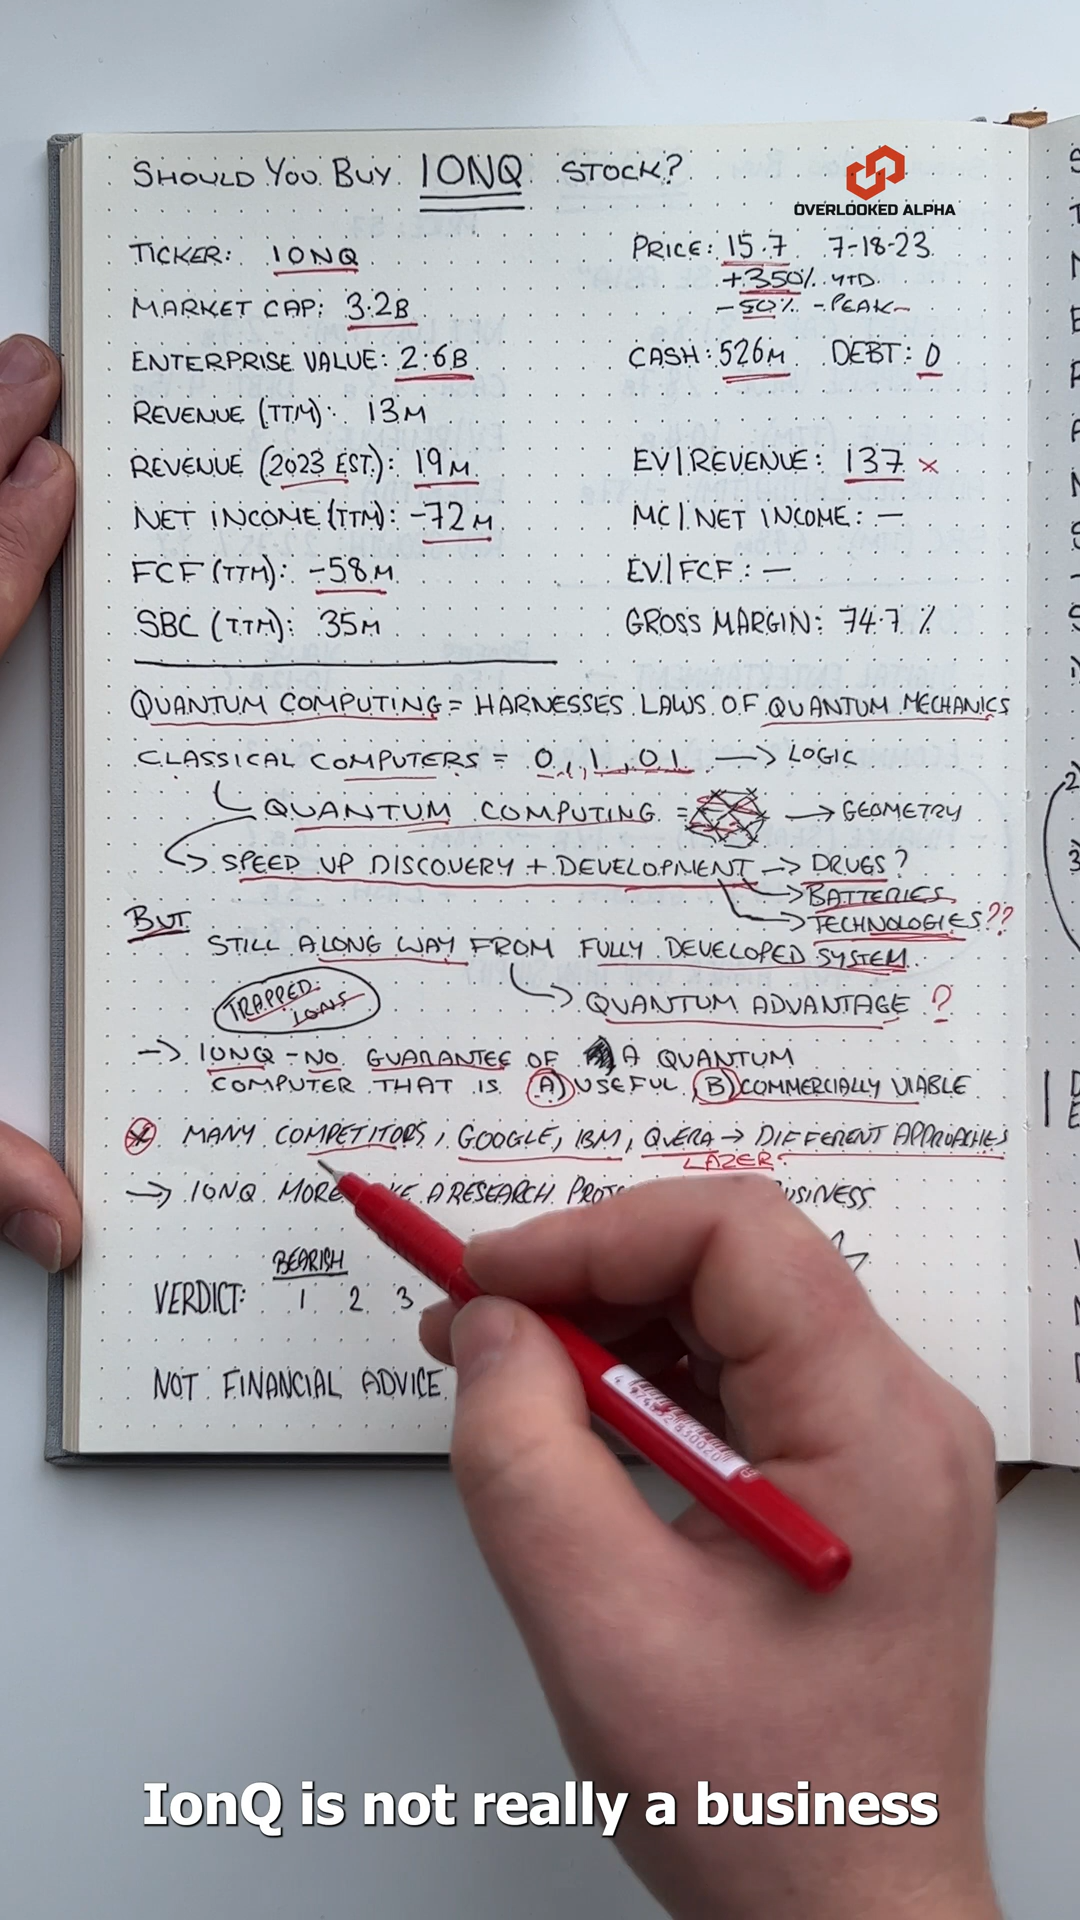 SHOULD YOU BUY IONQ STOCK?
OVERLOOKED ALPHA
TICKER: IONQ
PRICE: 15.7 7-18-23
+350% YTD
-50% - PEAK
MARKET CAP: 3.2B
ENTERPRISE VALUE: 2.6B
CASH: 526M DEBT: 0
REVENUE (TTM): 13M
REVENUE (2023 EST.): 19M
EV/REVENUE: 137 x
NET INCOME (TTM): -72M
MC/NET INCOME: —
FCF (TTM): -58M
EV/FCF: —
SBC (TTM): 35M
GROSS MARGIN: 74.7 %
QUANTUM COMPUTING = HARNESSES LAWS OF QUANTUM MECHANICS
CLASSICAL COMPUTERS = 0, 1, 01 → LOGIC
QUANTUM COMPUTING = → GEOMETRY
→ SPEED UP DISCOVERY + DEVELOPMENT → DRUGS?
→ BATTERIES
→ TECHNOLOGIES??
BUT
STILL A LONG WAY FROM FULLY DEVELOPED SYSTEM
TRAPPED IONS
→ QUANTUM ADVANTAGE ?
→ IONQ - NO GUARANTEE OF A QUANTUM
COMPUTER THAT IS (A) USEFUL (B) COMMERCIALLY VIABLE
MANY COMPETITORS, GOOGLE, IBM, QUERA → DIFFERENT APPROACHES
LAZER
→ IONQ MORE A RESEARCH
BEARISH
VERDICT: 1 2 3
NOT FINANCIAL ADVICE
IonQ is not really a business